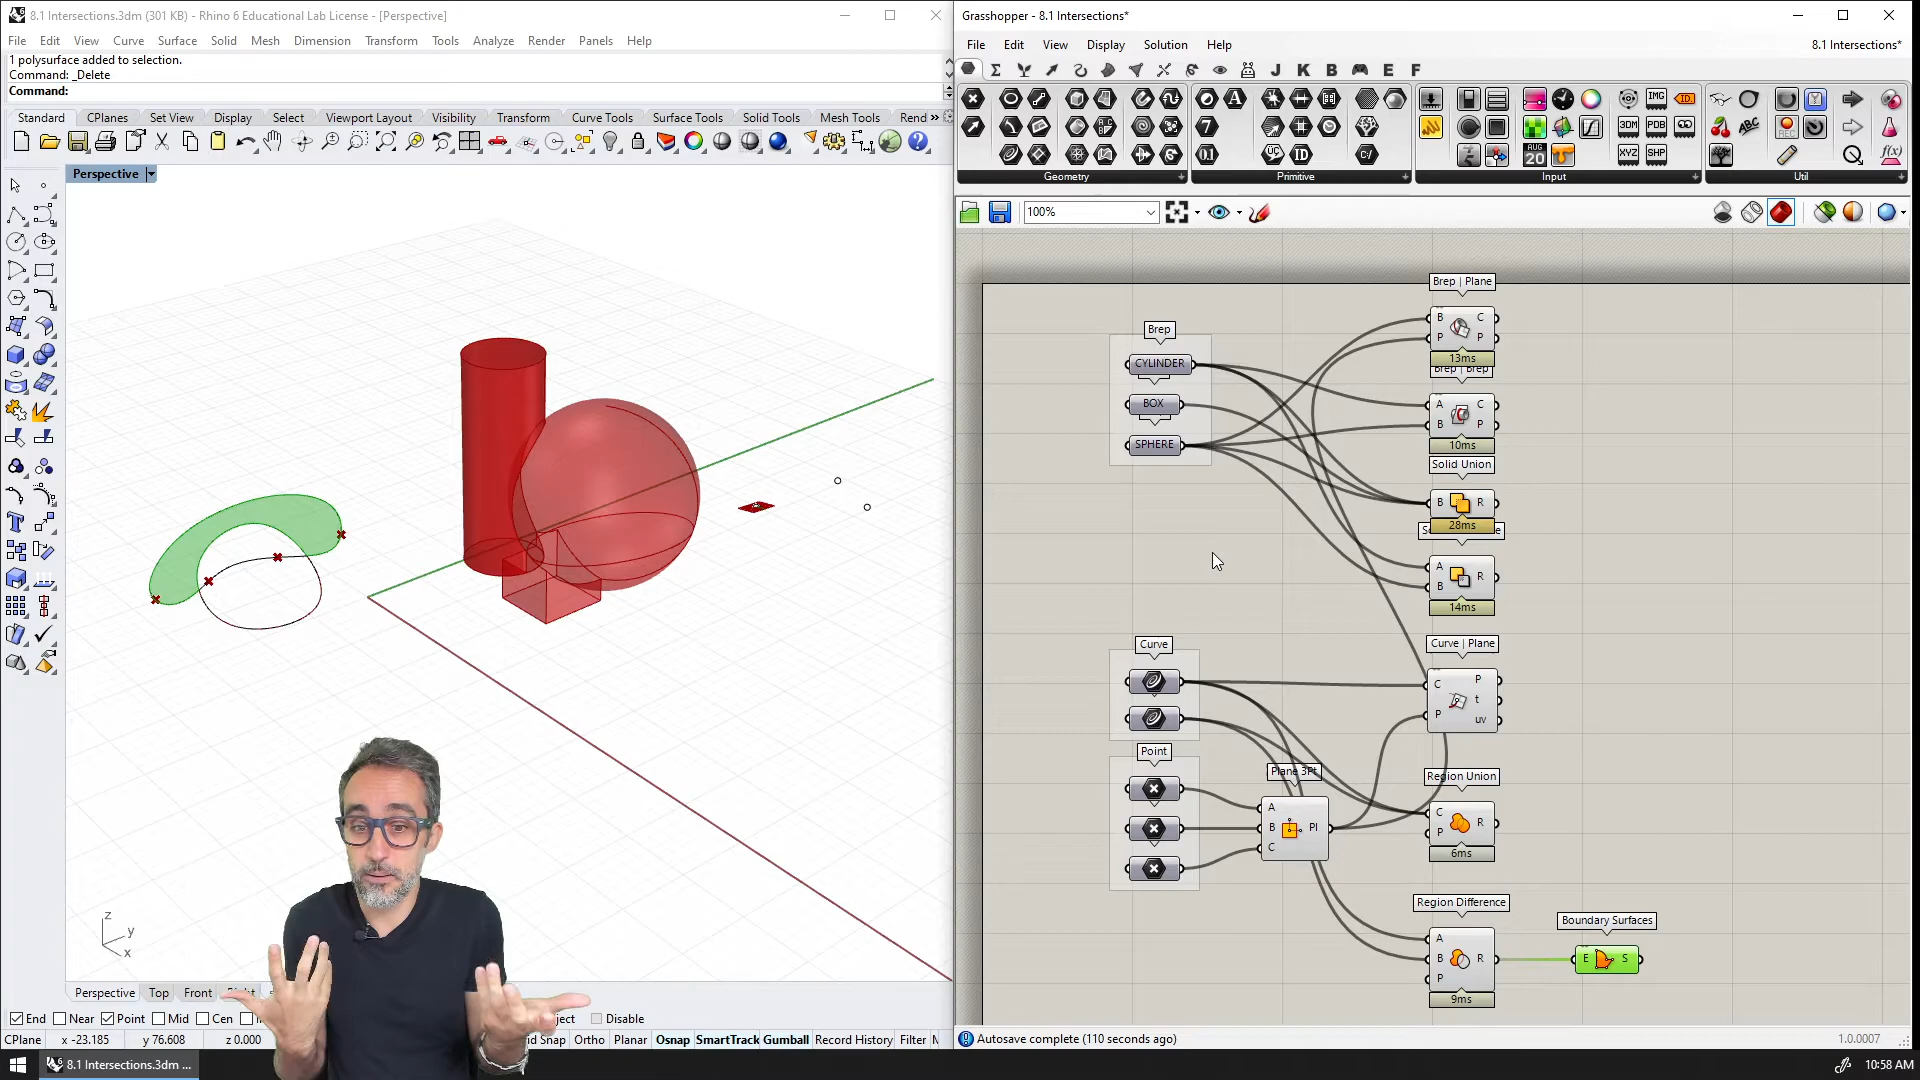 8.1 Intersections.3dm (301 KB) - Rhino 6 Educational Lab License - [Perspective]
File Edit View Curve Surface Solid Mesh Dimension Transform Tools Analyze Render Panels Help
1 polysurface added to selection.
Command: _Delete
Command:
Standard CPlanes Set View Display Select Viewport Layout Visibility Transform Curve Tools Surface Tools Solid Tools Mesh Tools Rend »
Perspective
z
y
x
Perspective Top Front
End Near Point Mid Cen Disable
CPlane x -23.185 y 76.608 z 0.000 Ortho Planar Osnap SmartTrack Gumball Record History Filter M
8.1 Intersections.3dm ...
Grasshopper - 8.1 Intersections*
File Edit View Display Solution Help
8.1 Intersections*
J K B E F
Geometry Primitive Input Util
100%
Brep | Plane
B C
P P
13ms
Brep | Brep
A C
B P
10ms
Solid Union
B R
28ms
A R
B
14ms
Brep
CYLINDER
BOX
SPHERE
Curve
Curve | Plane
C P
t
P uv
Point
Plane 3Pt
A
B Pl
C
Region Union
C R
P
6ms
Region Difference
A
B R
P
9ms
Boundary Surfaces
E S
Autosave complete (110 seconds ago)
1.0.0007
10:58 AM